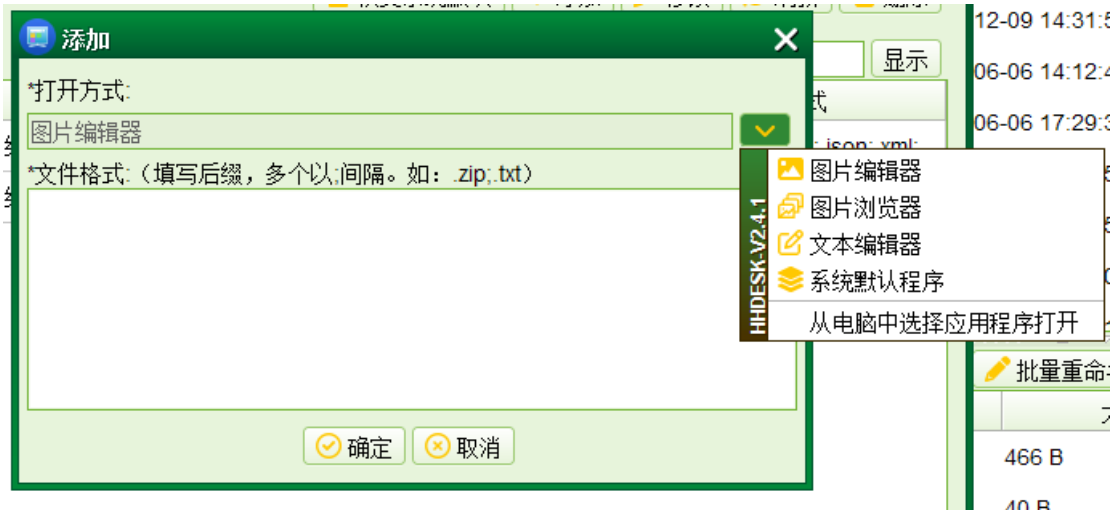 添加
*打开方式:
图片编辑器
*文件格式:（填写后缀，多个以;间隔。如：.zip;.txt）
确定
取消
HHDESK-V2.4.1
图片编辑器
图片浏览器
文本编辑器
系统默认程序
从电脑中选择应用程序打开
显示
式
json; xml;
12-09 14:31:5
06-06 14:12:4
06-06 17:29:3
批量重命
466 B
40 B